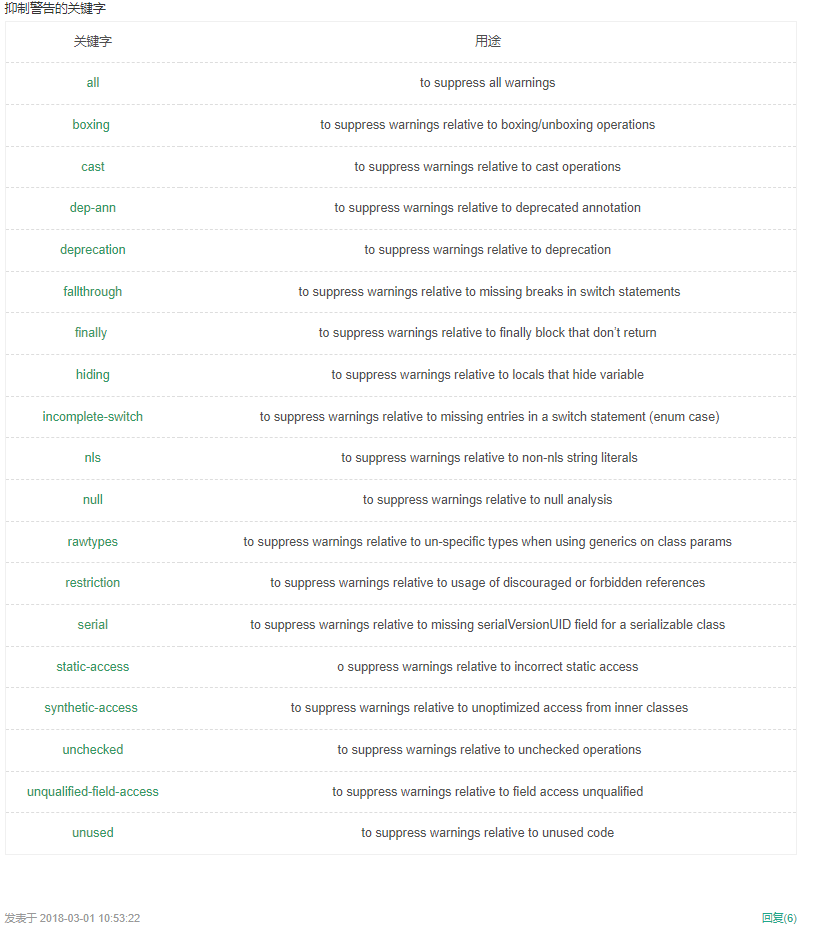 抑制警告的关键字
关键字 用途
all to suppress all warnings
boxing to suppress warnings relative to boxing/unboxing operations
cast to suppress warnings relative to cast operations
dep-ann to suppress warnings relative to deprecated annotation
deprecation to suppress warnings relative to deprecation
fallthrough to suppress warnings relative to missing breaks in switch statements
finally to suppress warnings relative to finally block that don’t return
hiding to suppress warnings relative to locals that hide variable
incomplete-switch to suppress warnings relative to missing entries in a switch statement (enum case)
nls to suppress warnings relative to non-nls string literals
null to suppress warnings relative to null analysis
rawtypes to suppress warnings relative to un-specific types when using generics on class params
restriction to suppress warnings relative to usage of discouraged or forbidden references
serial to suppress warnings relative to missing serialVersionUID field for a serializable class
static-access o suppress warnings relative to incorrect static access
synthetic-access to suppress warnings relative to unoptimized access from inner classes
unchecked to suppress warnings relative to unchecked operations
unqualified-field-access to suppress warnings relative to field access unqualified
unused to suppress warnings relative to unused code
发表于 2018-03-01 10:53:22 回复(6)